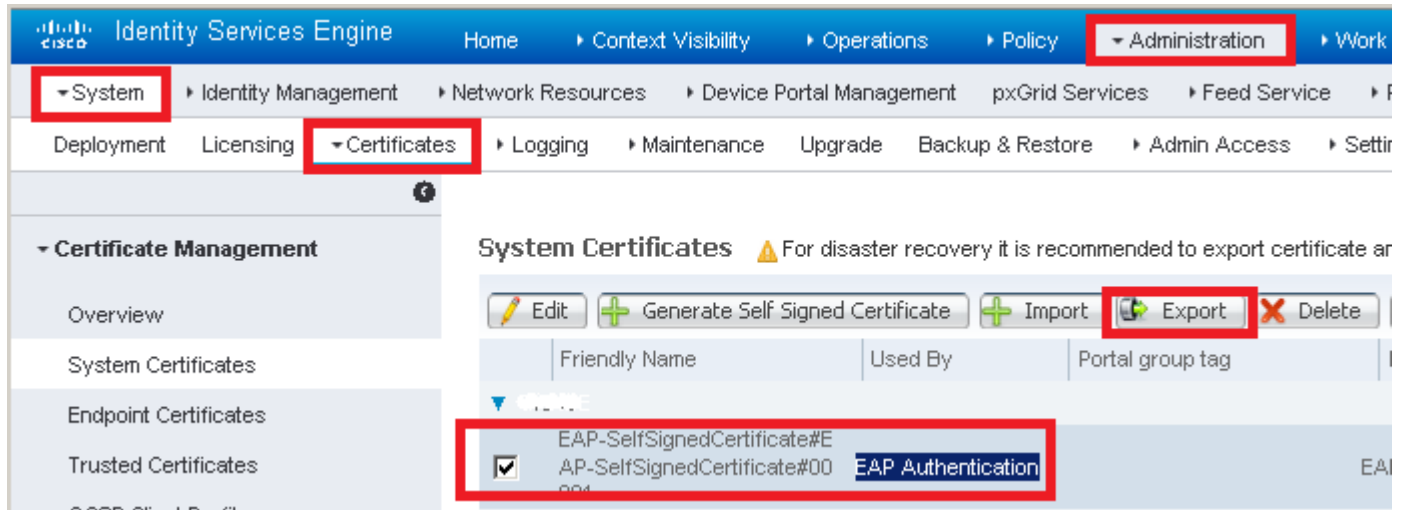 cisco Identity Services Engine Home Context Visibility Operations Policy Administration Work
System Identity Management Network Resources Device Portal Management pxGrid Services Feed Service
Deployment Licensing Certificates Logging Maintenance Upgrade Backup & Restore Admin Access
Certificate Management
System Certificates For disaster recovery it is recommended to export certificate
Edit Generate Self Signed Certificate Import Export Delete
Overview
Friendly Name Used By Portal group tag
System Certificates
Endpoint Certificates
EAP-SelfSignedCertificate#E
Trusted Certificates
AP-SelfSignedCertificate#00 EAP Authentication